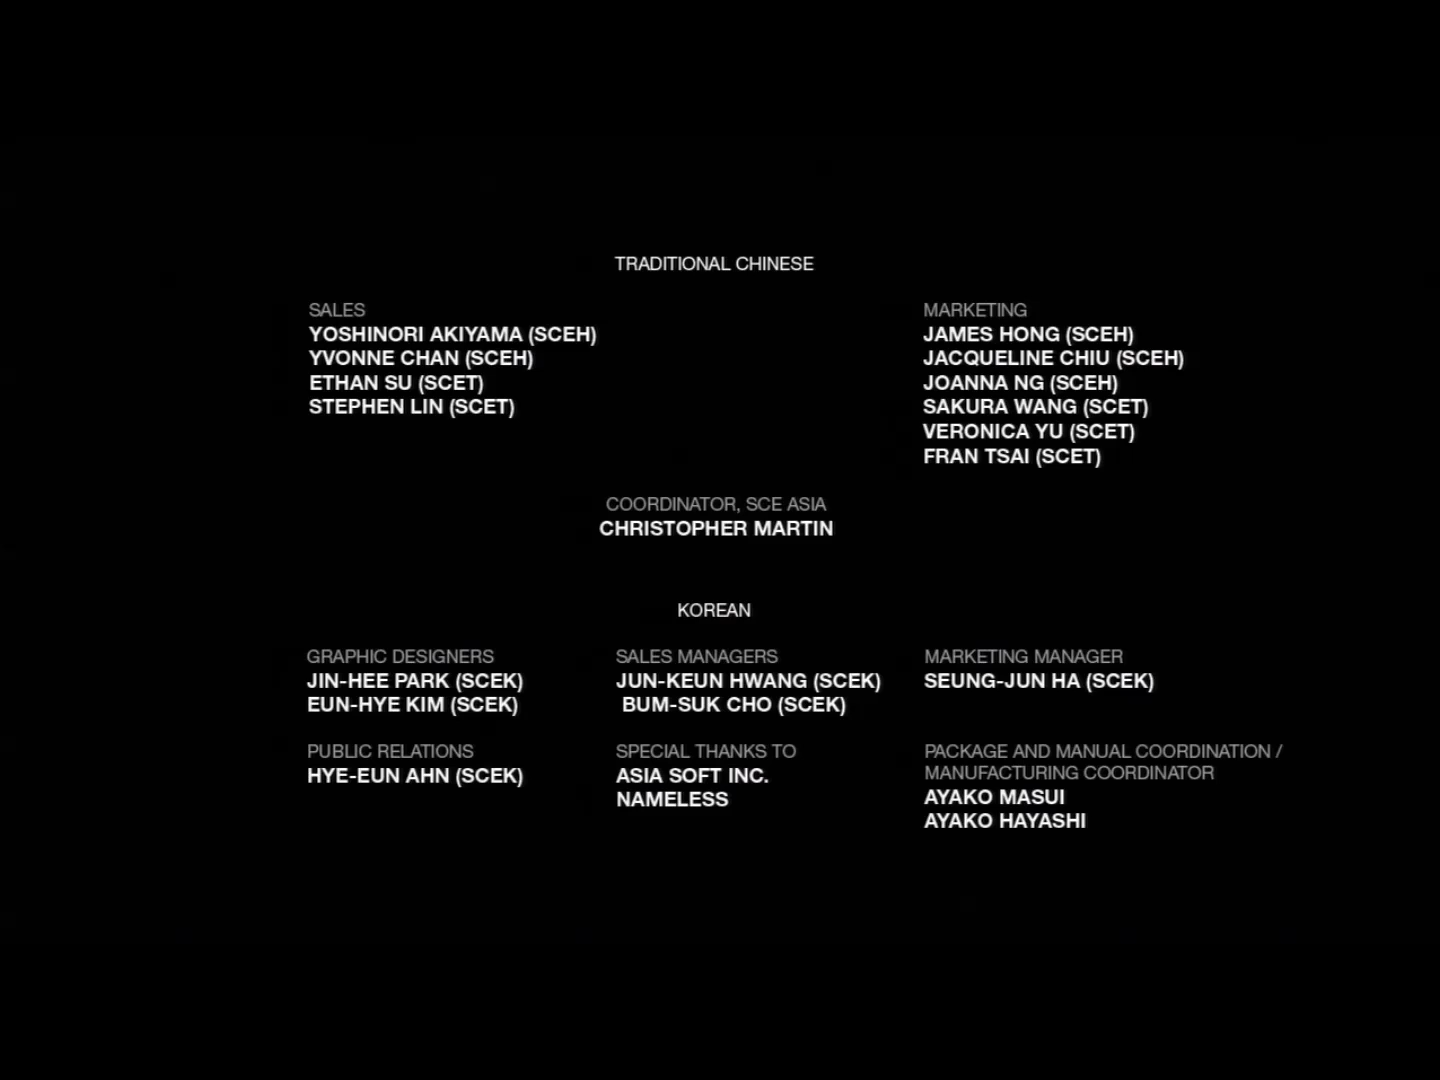 TRADITIONAL CHINESE
SALES
YOSHINORI AKIYAMA (SCEH)
YVONNE CHAN (SCEH)
ETHAN SU (SCET)
STEPHEN LIN (SCET)
MARKETING
JAMES HONG (SCEH)
JACQUELINE CHIU (SCEH)
JOANNA NG (SCEH)
SAKURA WANG (SCET)
VERONICA YU (SCET)
FRAN TSAI (SCET)
COORDINATOR, SCE ASIA
CHRISTOPHER MARTIN
KOREAN
GRAPHIC DESIGNERS
JIN-HEE PARK (SCEK)
EUN-HYE KIM (SCEK)
SALES MANAGERS
JUN-KEUN HWANG (SCEK)
BUM-SUK CHO (SCEK)
MARKETING MANAGER
SEUNG-JUN HA (SCEK)
PUBLIC RELATIONS
HYE-EUN AHN (SCEK)
SPECIAL THANKS TO
ASIA SOFT INC.
NAMELESS
PACKAGE AND MANUAL COORDINATION /
MANUFACTURING COORDINATOR
AYAKO MASUI
AYAKO HAYASHI